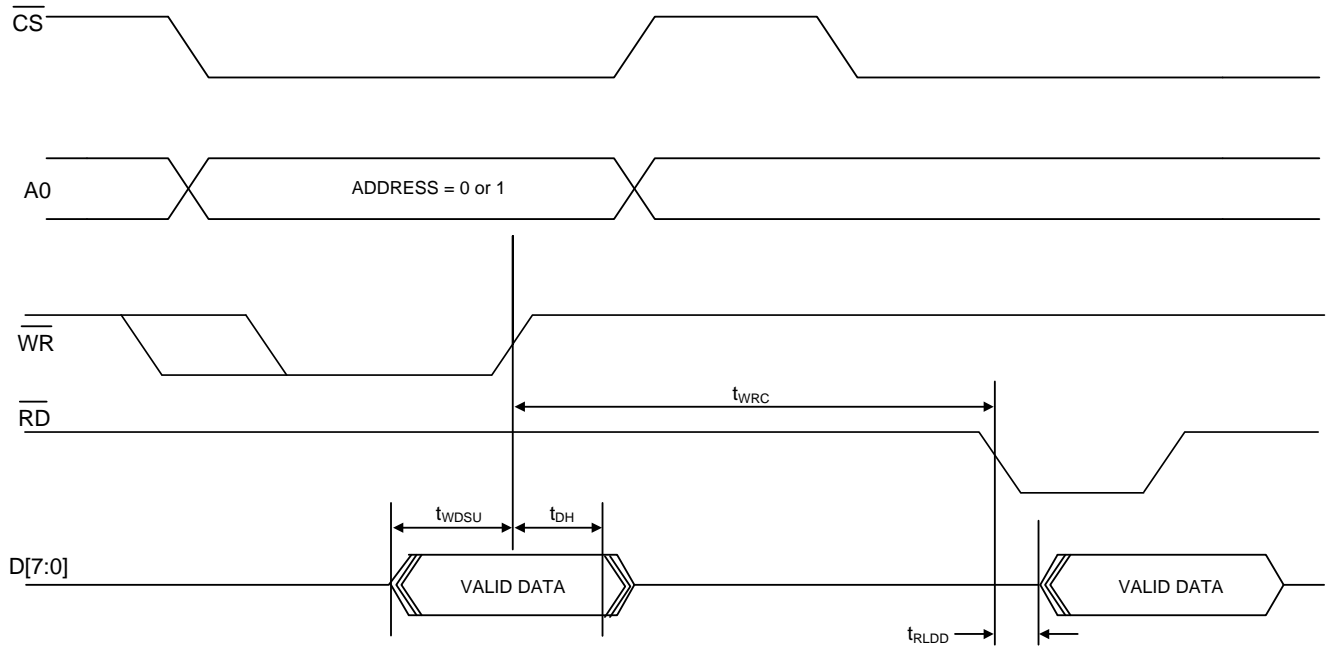 CS
A0
ADDRESS = 0 or 1
WR
tWRC
RD
tWDSU
tDH
D[7:0]
VALID DATA
VALID DATA
tRLDD